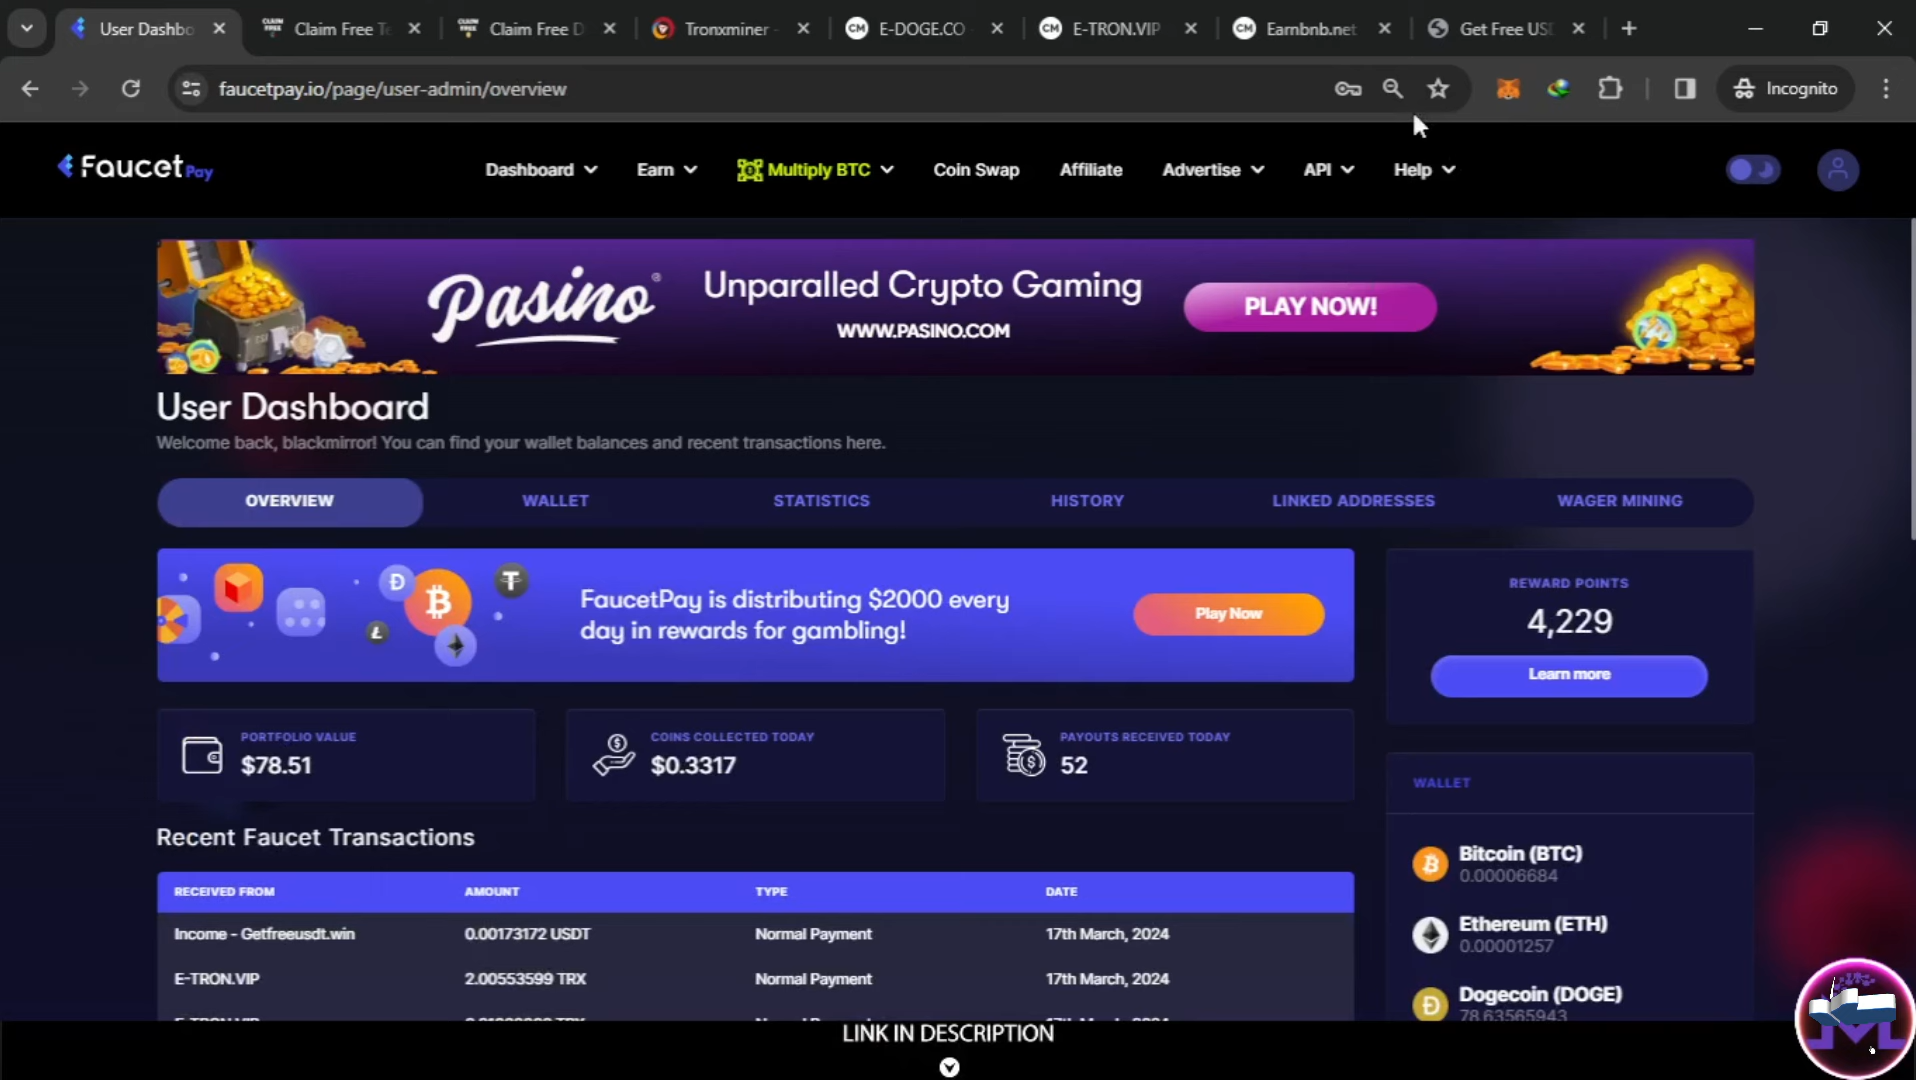 User Dashbo
Claim Free Te
Claim Free D
Tronxminer -
E-DOGE.CO
E-TRON.VIP
Earnbnb.net
Get Free USD
faucetpay.io/page/user-admin/overview
Incognito
FaucetPay
Dashboard
Earn
Multiply BTC
Coin Swap
Affiliate
Advertise
API
Help
Pasino
Unparalled Crypto Gaming
WWW.PASINO.COM
PLAY NOW!
User Dashboard
Welcome back, blackmirror! You can find your wallet balances and recent transactions here.
OVERVIEW
WALLET
STATISTICS
HISTORY
LINKED ADDRESSES
WAGER MINING
FaucetPay is distributing $2000 every
day in rewards for gambling!
Play Now
REWARD POINTS
4,229
Learn more
PORTFOLIO VALUE
$78.51
COINS COLLECTED TODAY
$0.3317
PAYOUTS RECEIVED TODAY
52
WALLET
Bitcoin (BTC)
0.00006684
Ethereum (ETH)
0.00001257
Dogecoin (DOGE)
78.63565943
Recent Faucet Transactions
RECEIVED FROM AMOUNT TYPE DATE
Income - Getfreeusdt.win 0.00173172 USDT Normal Payment 17th March, 2024
E-TRON.VIP 2.00553599 TRX Normal Payment 17th March, 2024
LINK IN DESCRIPTION